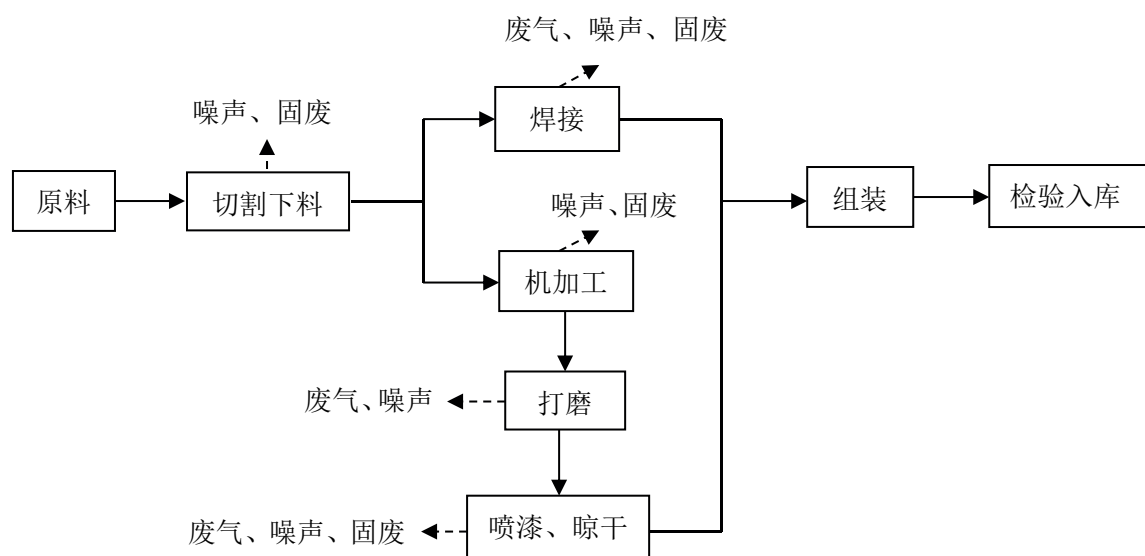 废气、噪声、固废
焊接
噪声、固废
原料
切割下料
噪声、固废
组装
检验入库
机加工
废气、噪声
打磨
废气、噪声、固废
喷漆、晾干